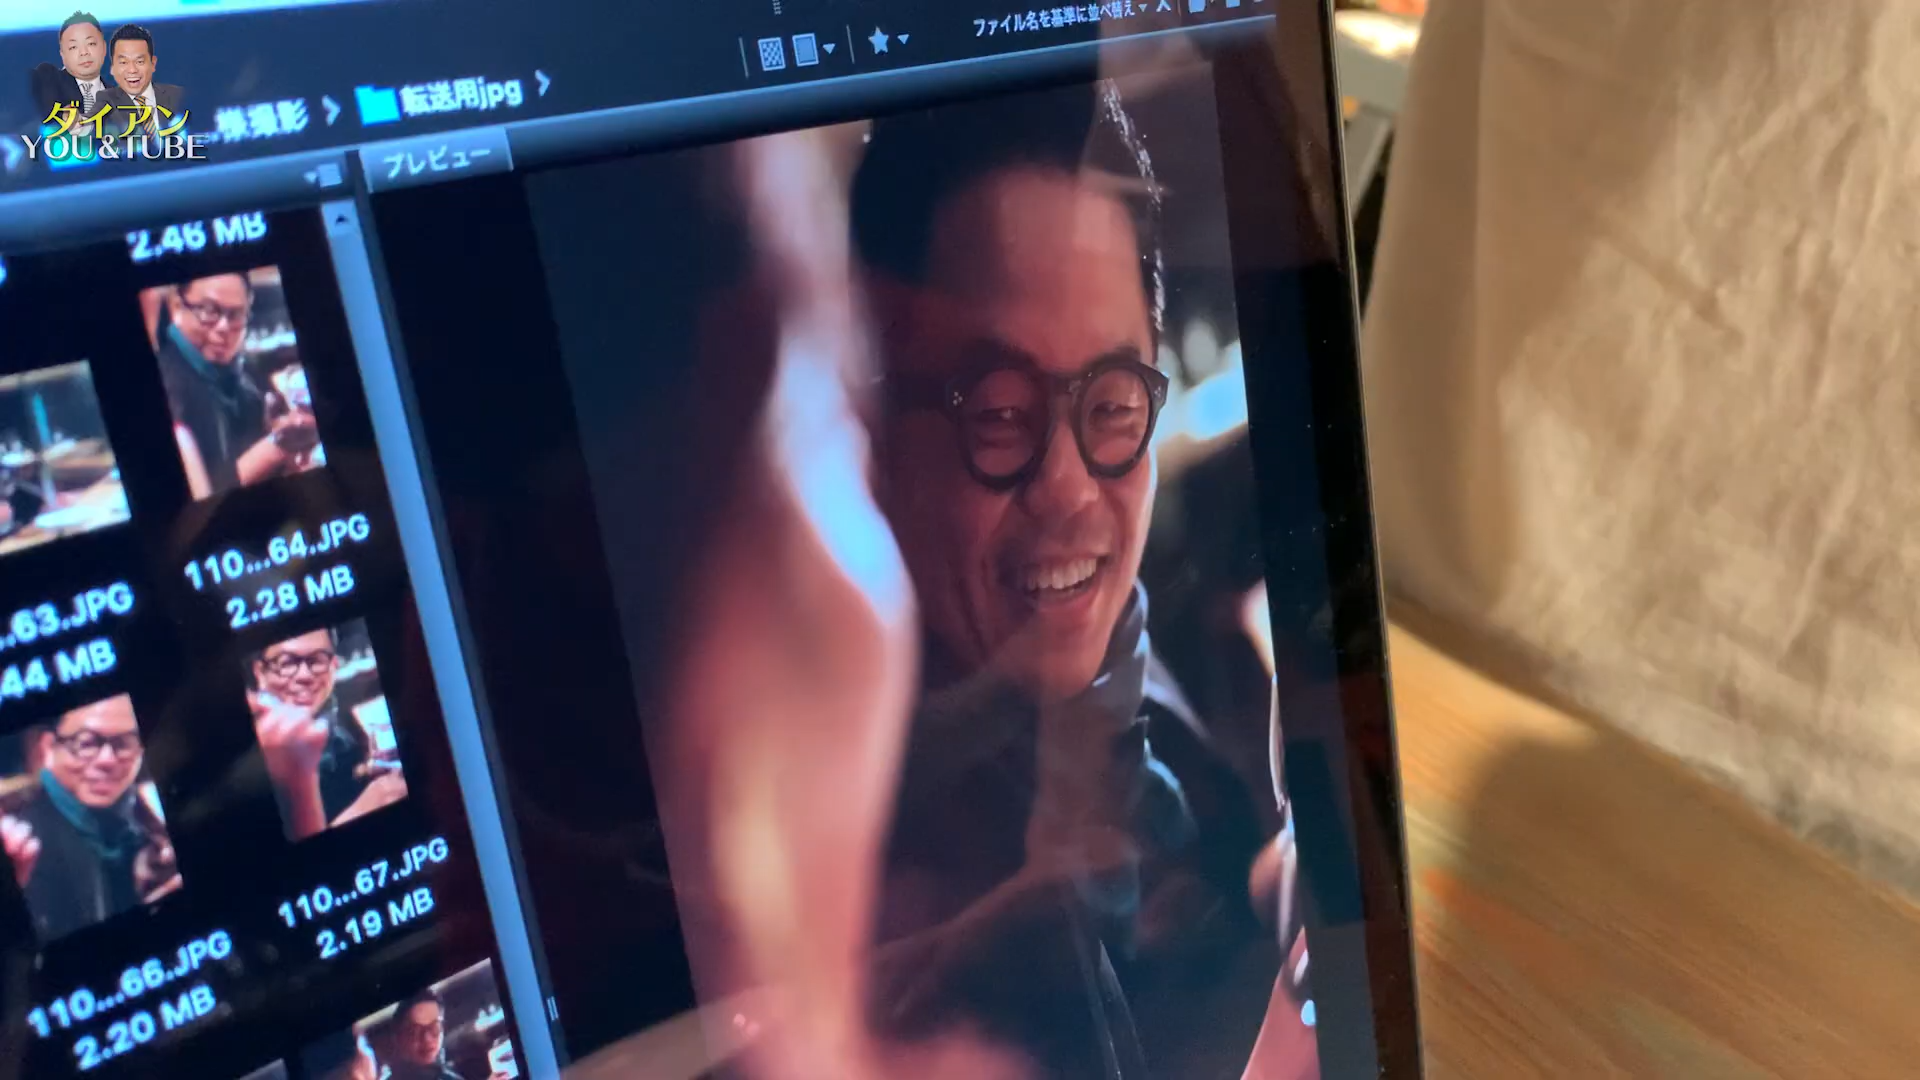 ダイアン
YOU&TUBE
ファイル名を基準に並べ替え
様撮影
転送用jpg
プレビュー
2.46 MB
110...64.JPG
2.28 MB
...63.JPG
44 MB
110...67.JPG
2.19 MB
110...66.JPG
2.20 MB